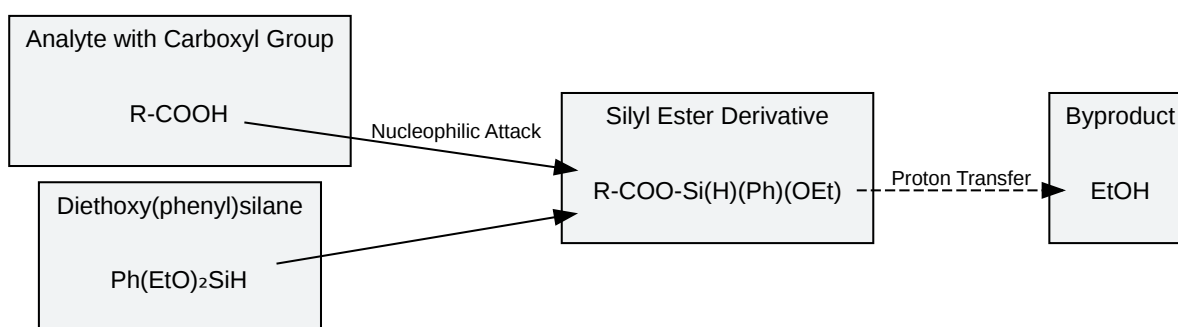 Analyte with Carboxyl Group
R-COOH
Nucleophilic Attack
Diethoxy(phenyl)silane
Ph(EtO)₂SiH
Silyl Ester Derivative
R-COO-Si(H)(Ph)(OEt)
Proton Transfer
Byproduct
EtOH